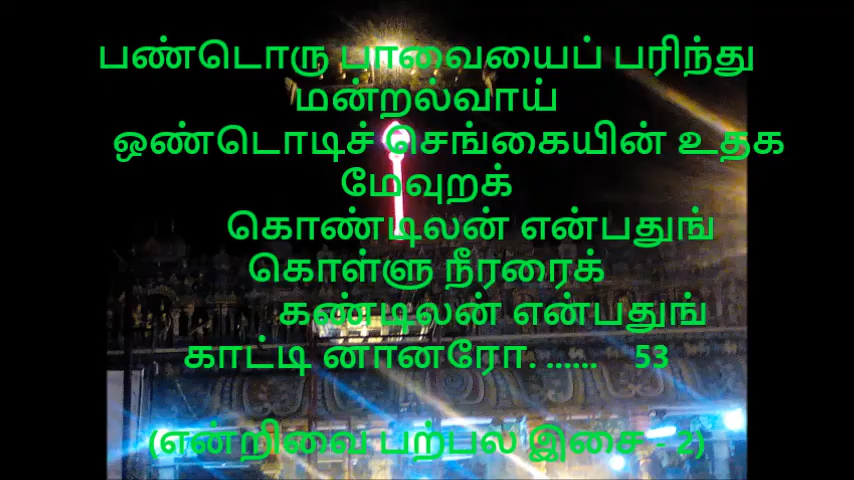 பண்டொரு பாவையைப் பரிந்து
மன்றல்வாய்
ஒண்டொடிச் செங்கையின் உதக
மேவுறக்
கொண்டிலன் என்பதுங்
கொள்ளு நீரரைக்
கண்டிலன் என்பதுங்
காட்டி னானரோ. ...... 53
(என்றிவை பற்பல இசை - 2)